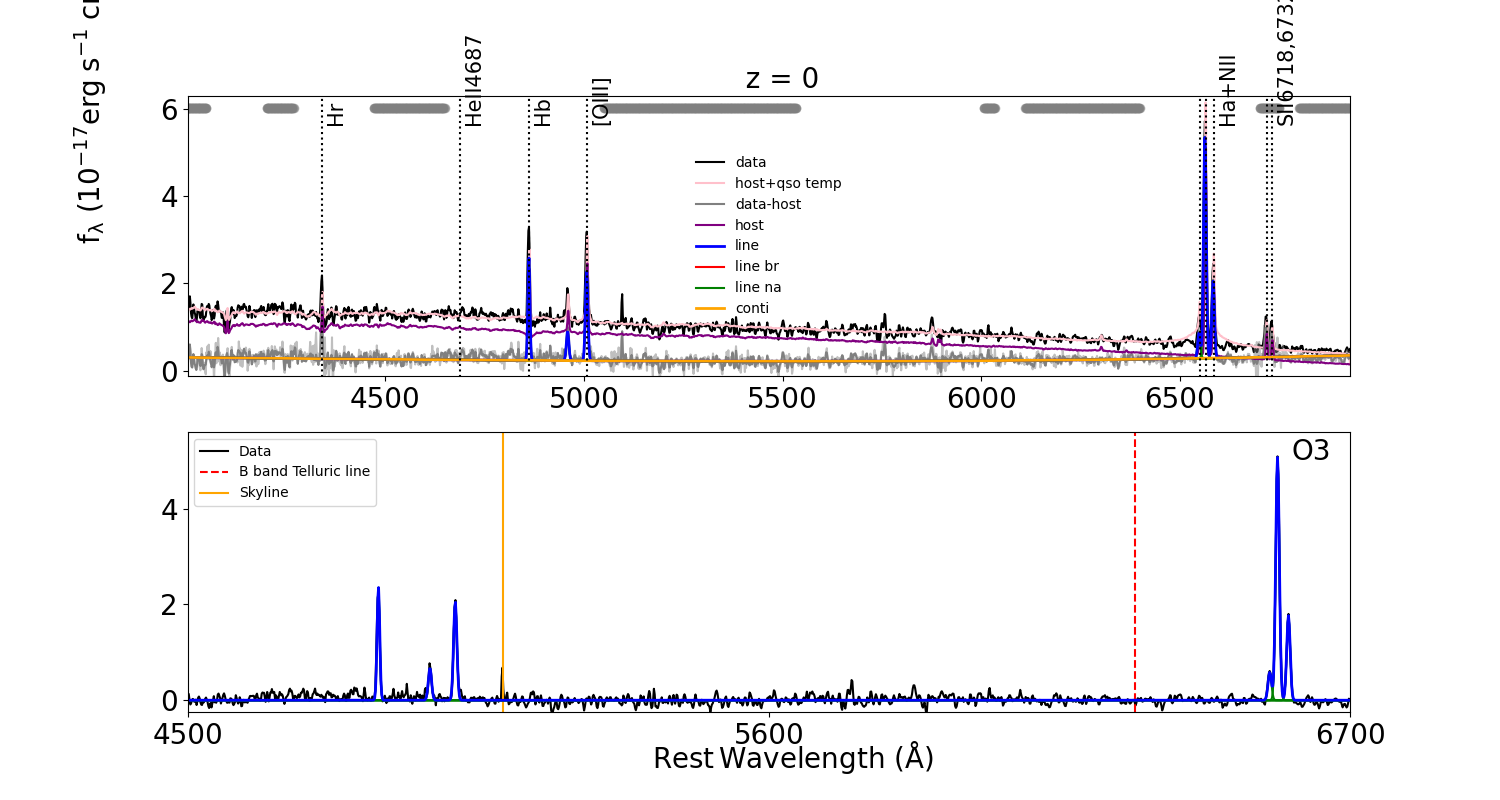 z = 0
f_λ (10^−17 erg s^−1
Hr
HeII4687
Hb
[OIII]
Ha+NII
SII6718,673
6
4
2
0
data
host+qso temp
data-host
host
line
line br
line na
conti
4500 5000 5500 6000 6500
O3
Data
B band Telluric line
Skyline
4
2
0
4500 5600 6700
Rest Wavelength (Å)